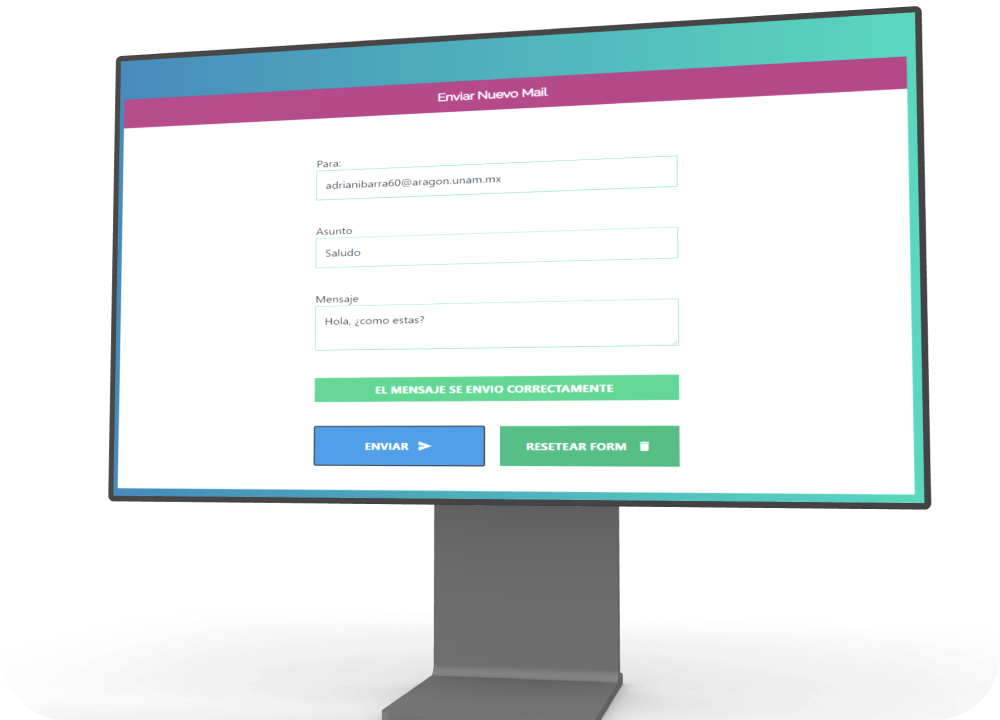 Enviar Nuevo Mail
Para:
adrianibarra60@aragon.unam.mx
Asunto
Saludo
Mensaje
Hola, ¿como estas?
EL MENSAJE SE ENVIO CORRECTAMENTE
ENVIAR
RESETEAR FORM